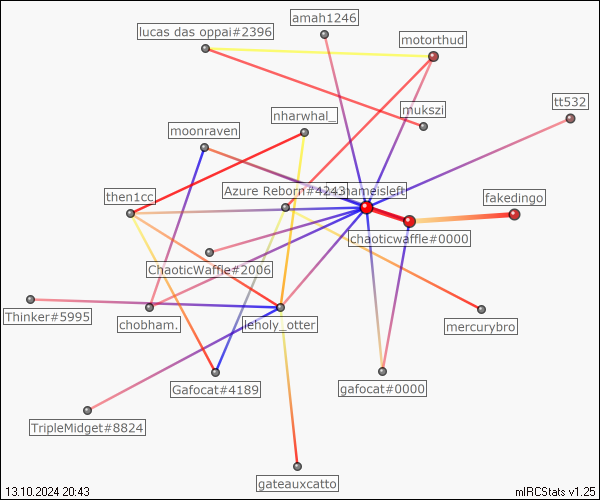 amah1246
lucas das oppai#2396
motorthud
tt532
mukszi
nharwhal_
moonraven
Azure Reborn#4243
nameisleft
then1cc
fakedingo
chaoticwaffle#0000
ChaoticWaffle#2006
Thinker#5995
chobham.
leholy_otter
mercurybro
Gafocat#4189
gafocat#0000
TripleMidget#8824
gateauxcatto
13.10.2024 20:43
mIRCStats v1.25